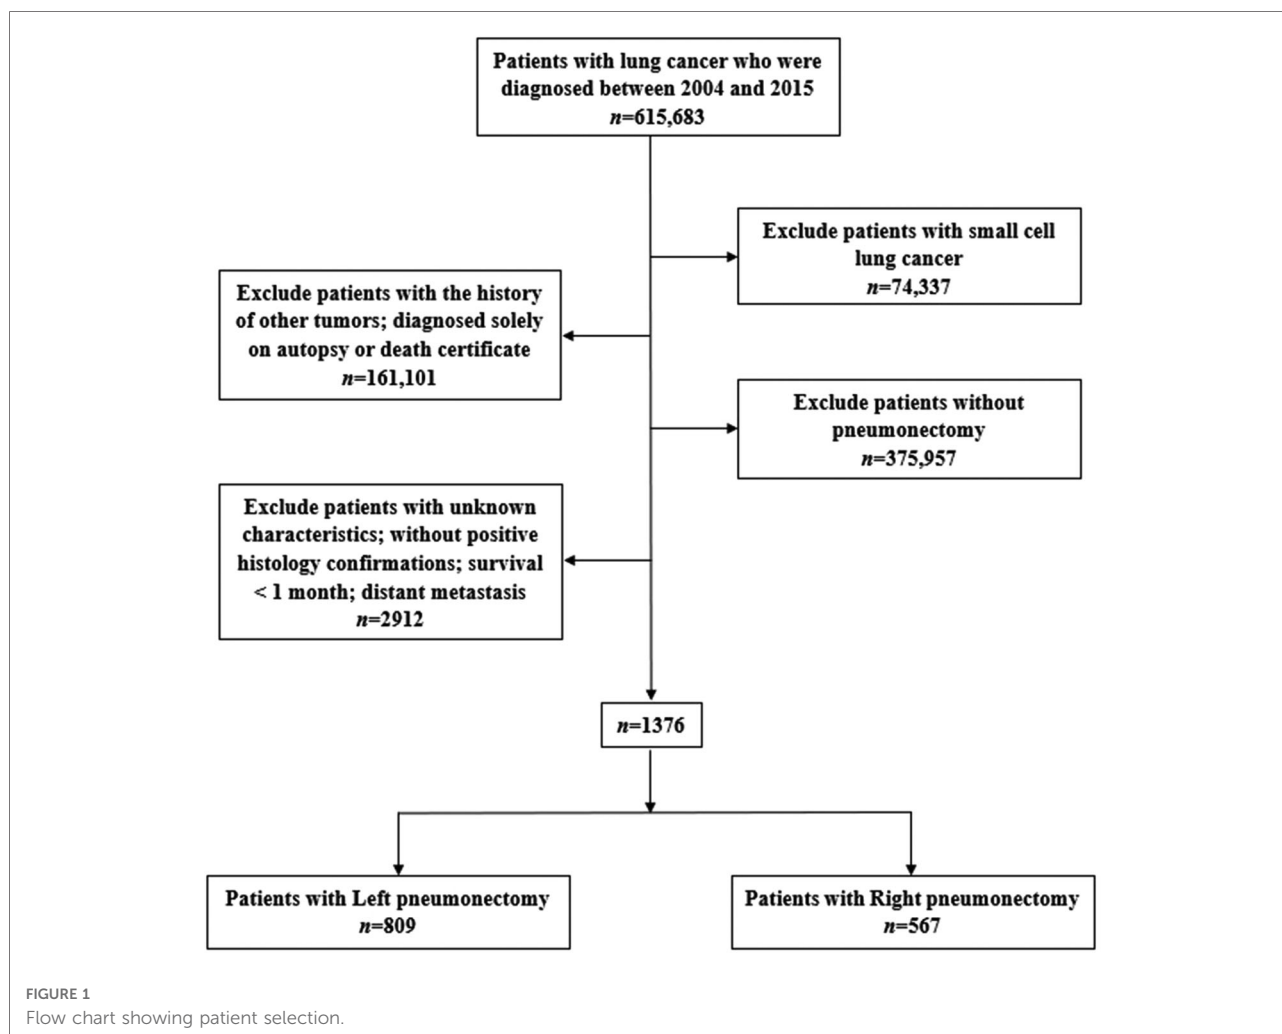 Patients with lung cancer who were
diagnosed between 2004 and 2015
n=615,683
Exclude patients with small cell
lung cancer
n=74,337
Exclude patients with the history
of other tumors; diagnosed solely
on autopsy or death certificate
n=161,101
Exclude patients without
pneumonectomy
n=375,957
Exclude patients with unknown
characteristics; without positive
histology confirmations; survival
< 1 month; distant metastasis
n=2912
n=1376
Patients with Left pneumonectomy
n=809
Patients with Right pneumonectomy
n=567
FIGURE 1
Flow chart showing patient selection.